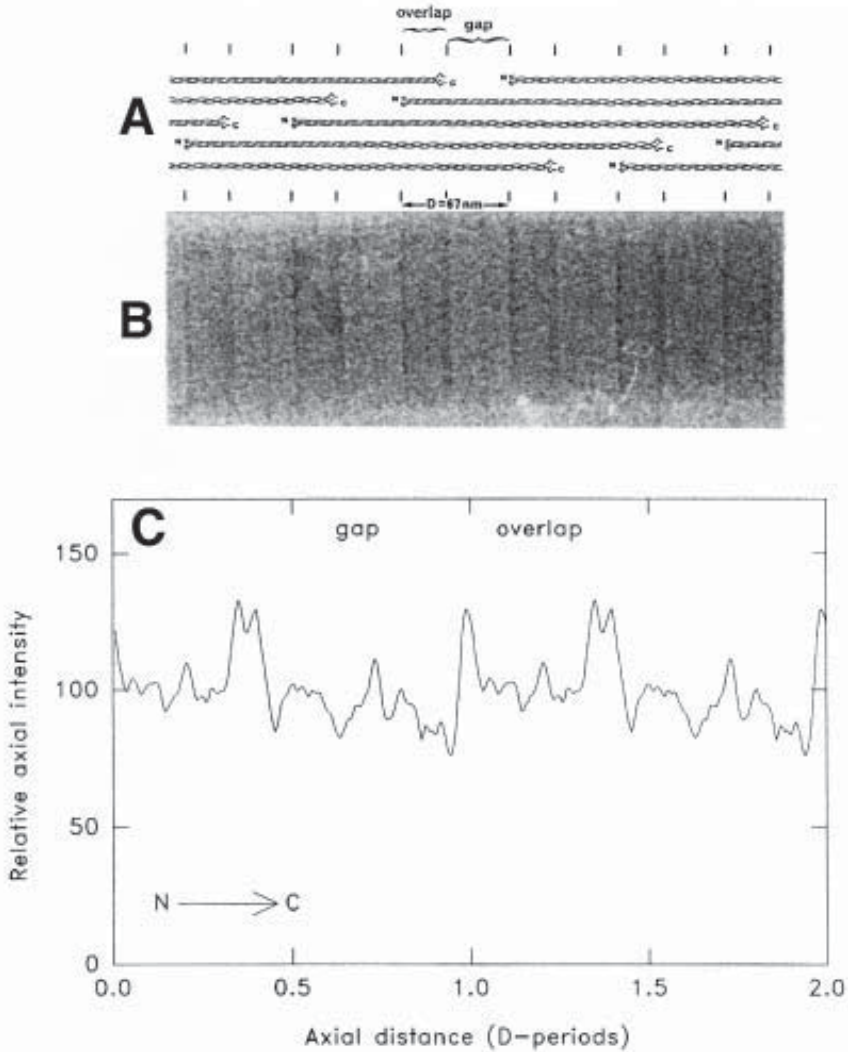 overlap
gap
A
c
N
c
N
c
N
N
c
N
c
N
D=67nm
B
C
gap
overlap
150
100
50
0
N
C
0.0
0.5
1.0
1.5
2.0
Relative axial intensity
Axial distance (D-periods)